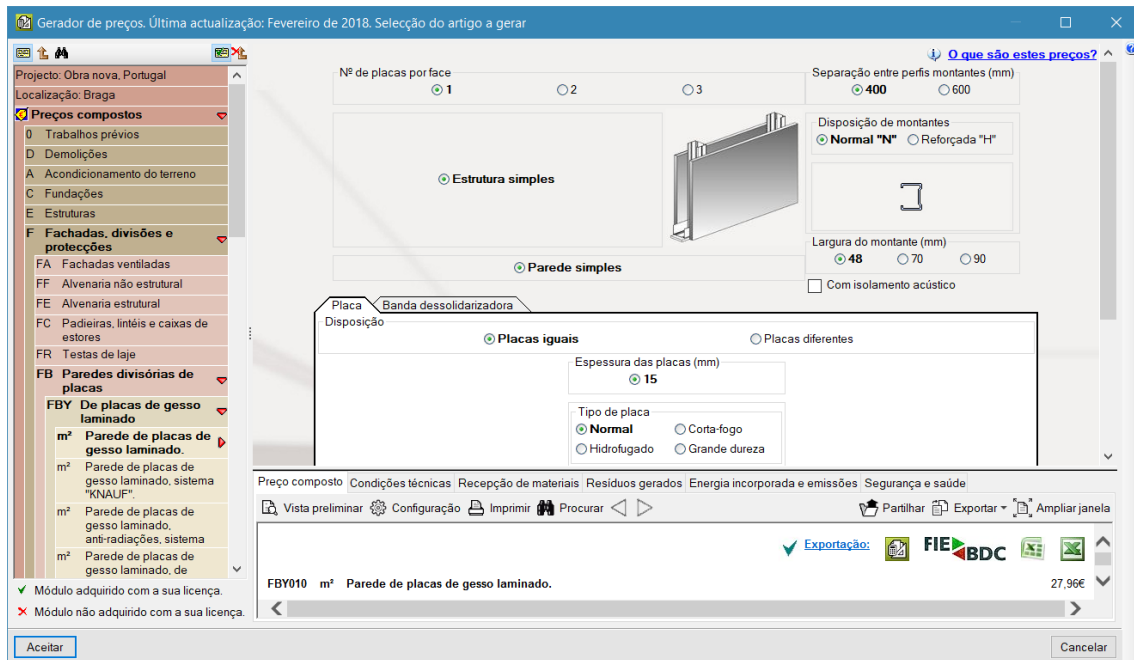 Gerador de preços. Última actualização: Fevereiro de 2018. Selecção do artigo a gerar
Projecto: Obra nova, Portugal
Localização: Braga
Preços compostos
0 Trabalhos prévios
D Demolições
A Acondicionamento do terreno
C Fundações
E Estruturas
F Fachadas, divisões e
protecções
FA Fachadas ventiladas
FF Alvenaria não estrutural
FE Alvenaria estrutural
FC Padieiras, lintéis e caixas de
estores
FR Testas de laje
FB Paredes divisórias de
placas
FBY De placas de gesso
laminado
m² Parede de placas de
gesso laminado.
m² Parede de placas de
gesso laminado, sistema
"KNAUF".
m² Parede de placas de
gesso laminado,
anti-radiações, sistema
m² Parede de placas de
gesso laminado, de
Módulo adquirido com a sua licença.
Módulo não adquirido com a sua licença.
O que são estes preços?
Nº de placas por face
1 2 3
Separação entre perfis montantes (mm)
400 600
Estrutura simples
Disposição de montantes
Normal "N" Reforçada "H"
Parede simples
Largura do montante (mm)
48 70 90
Com isolamento acústico
Placa Banda dessolidarizadora
Disposição
Placas iguais Placas diferentes
Espessura das placas (mm)
15
Tipo de placa
Normal Corta-fogo
Hidrofugado Grande dureza
Preço composto Condições técnicas Recepção de materiais Resíduos gerados Energia incorporada e emissões Segurança e saúde
Vista preliminar Configuração Imprimir Procurar Partilhar Exportar Ampliar janela
Exportação: FIE BDC
FBY010 m² Parede de placas de gesso laminado. 27,96€
Aceitar Cancelar